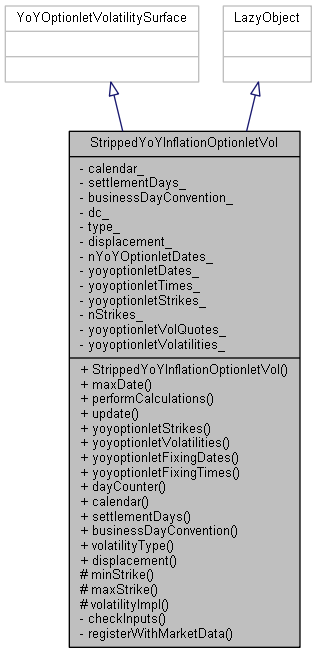 YoYOptionletVolatilitySurface
LazyObject
StrippedYoYInflationOptionletVol
- calendar_
- settlementDays_
- businessDayConvention_
- dc_
- type_
- displacement_
- nYoYOptionletDates_
- yoyoptionletDates_
- yoyoptionletTimes_
- yoyoptionletStrikes_
- nStrikes_
- yoyoptionletVolQuotes_
- yoyoptionletVolatilities_
+ StrippedYoYInflationOptionletVol()
+ maxDate()
+ performCalculations()
+ update()
+ yoyoptionletStrikes()
+ yoyoptionletVolatilities()
+ yoyoptionletFixingDates()
+ yoyoptionletFixingTimes()
+ dayCounter()
+ calendar()
+ settlementDays()
+ businessDayConvention()
+ volatilityType()
+ displacement()
# minStrike()
# maxStrike()
# volatilityImpl()
- checkInputs()
- registerWithMarketData()